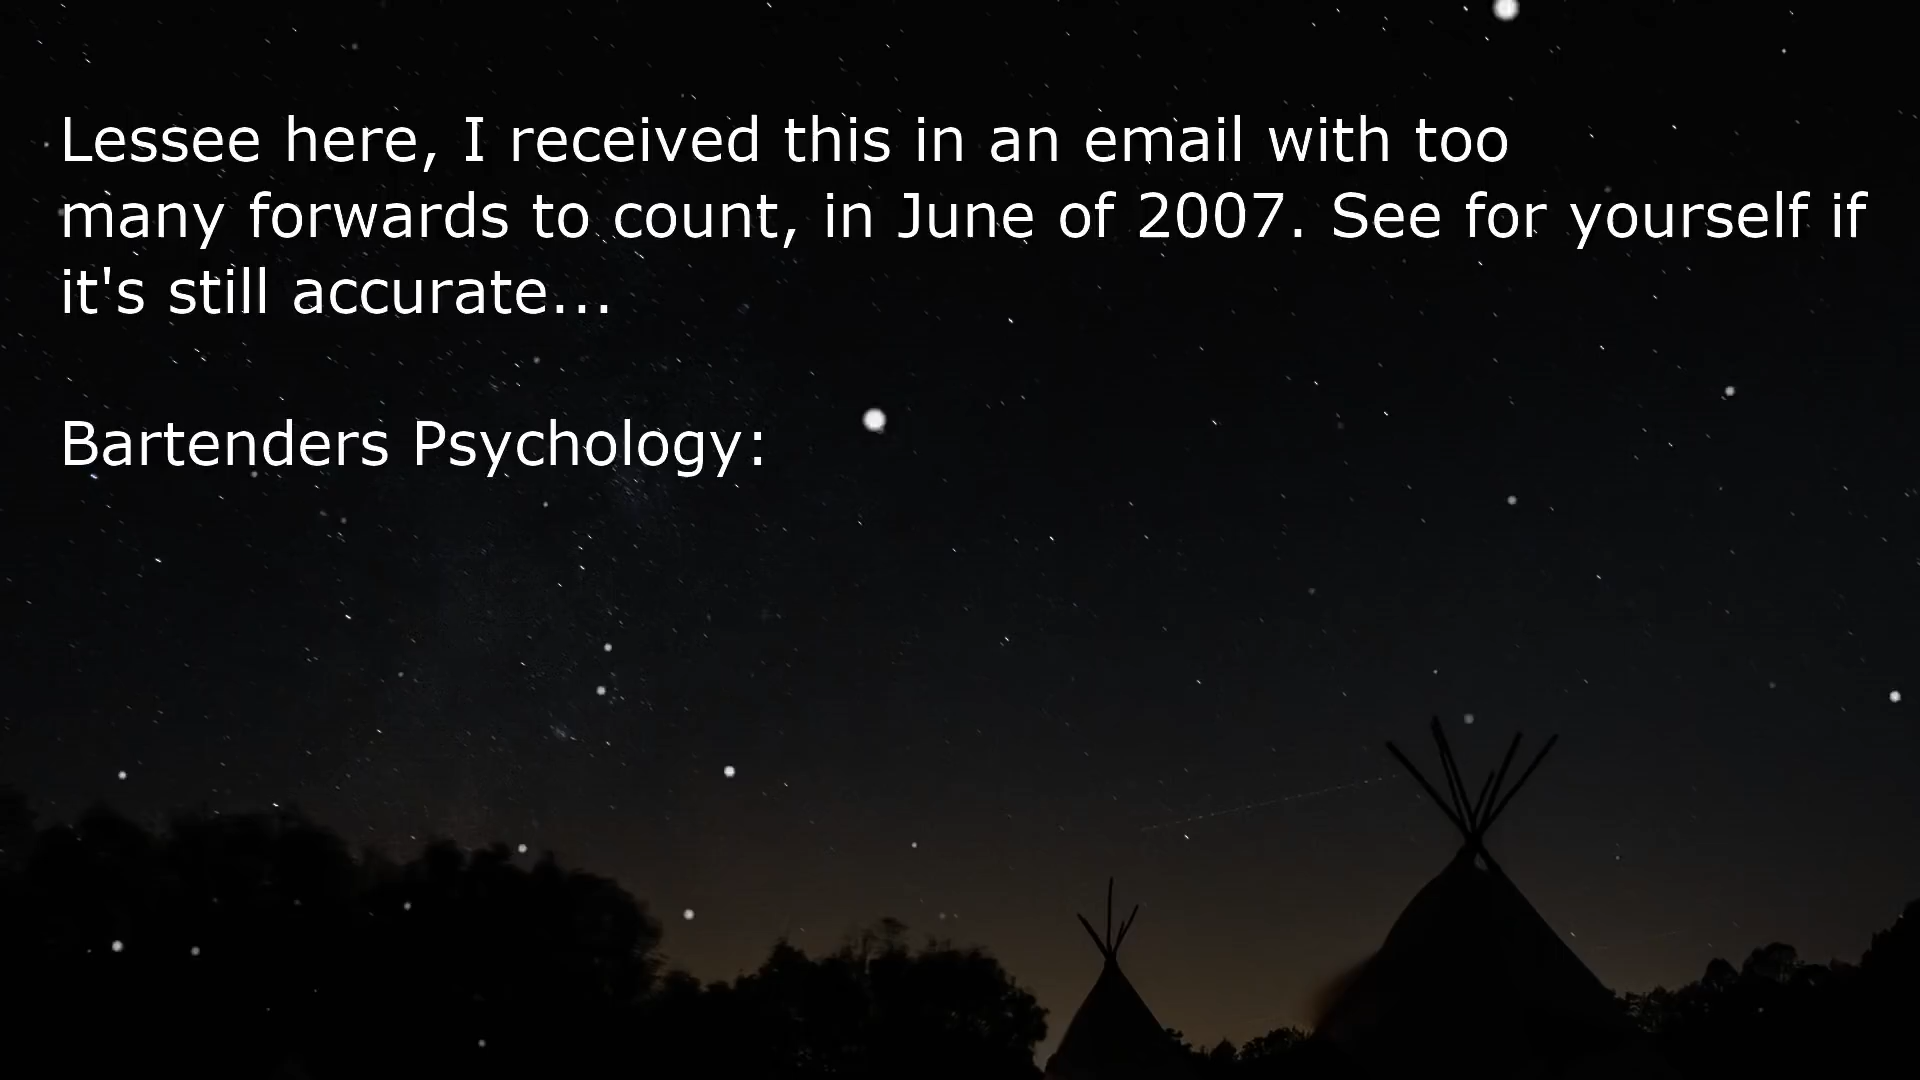 Lessee here, I received this in an email with too
many forwards to count, in June of 2007. See for yourself if
it's still accurate...
Bartenders Psychology: